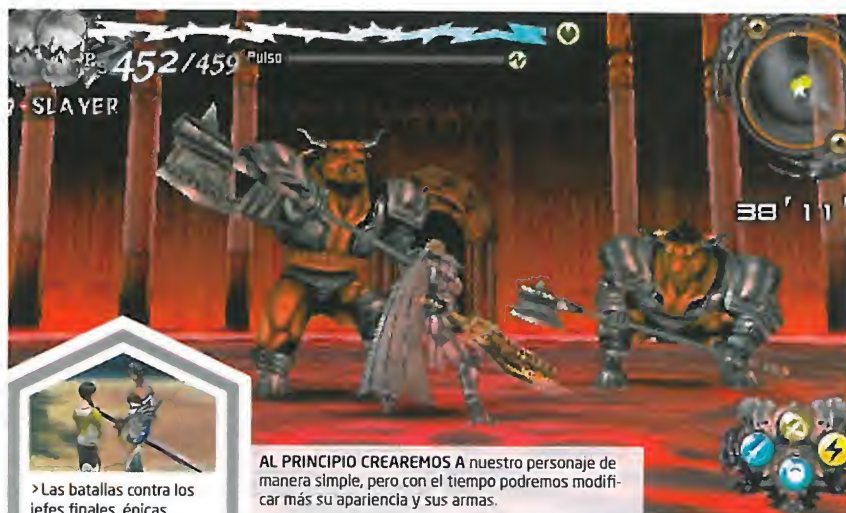 452/459 Pulso
SLAYER
38'11"
>Las batallas contra los
jefes finales, épicas.
AL PRINCIPIO CREAREMOS A nuestro personaje de
manera simple, pero con el tiempo podremos modifi-
car más su apariencia y sus armas.